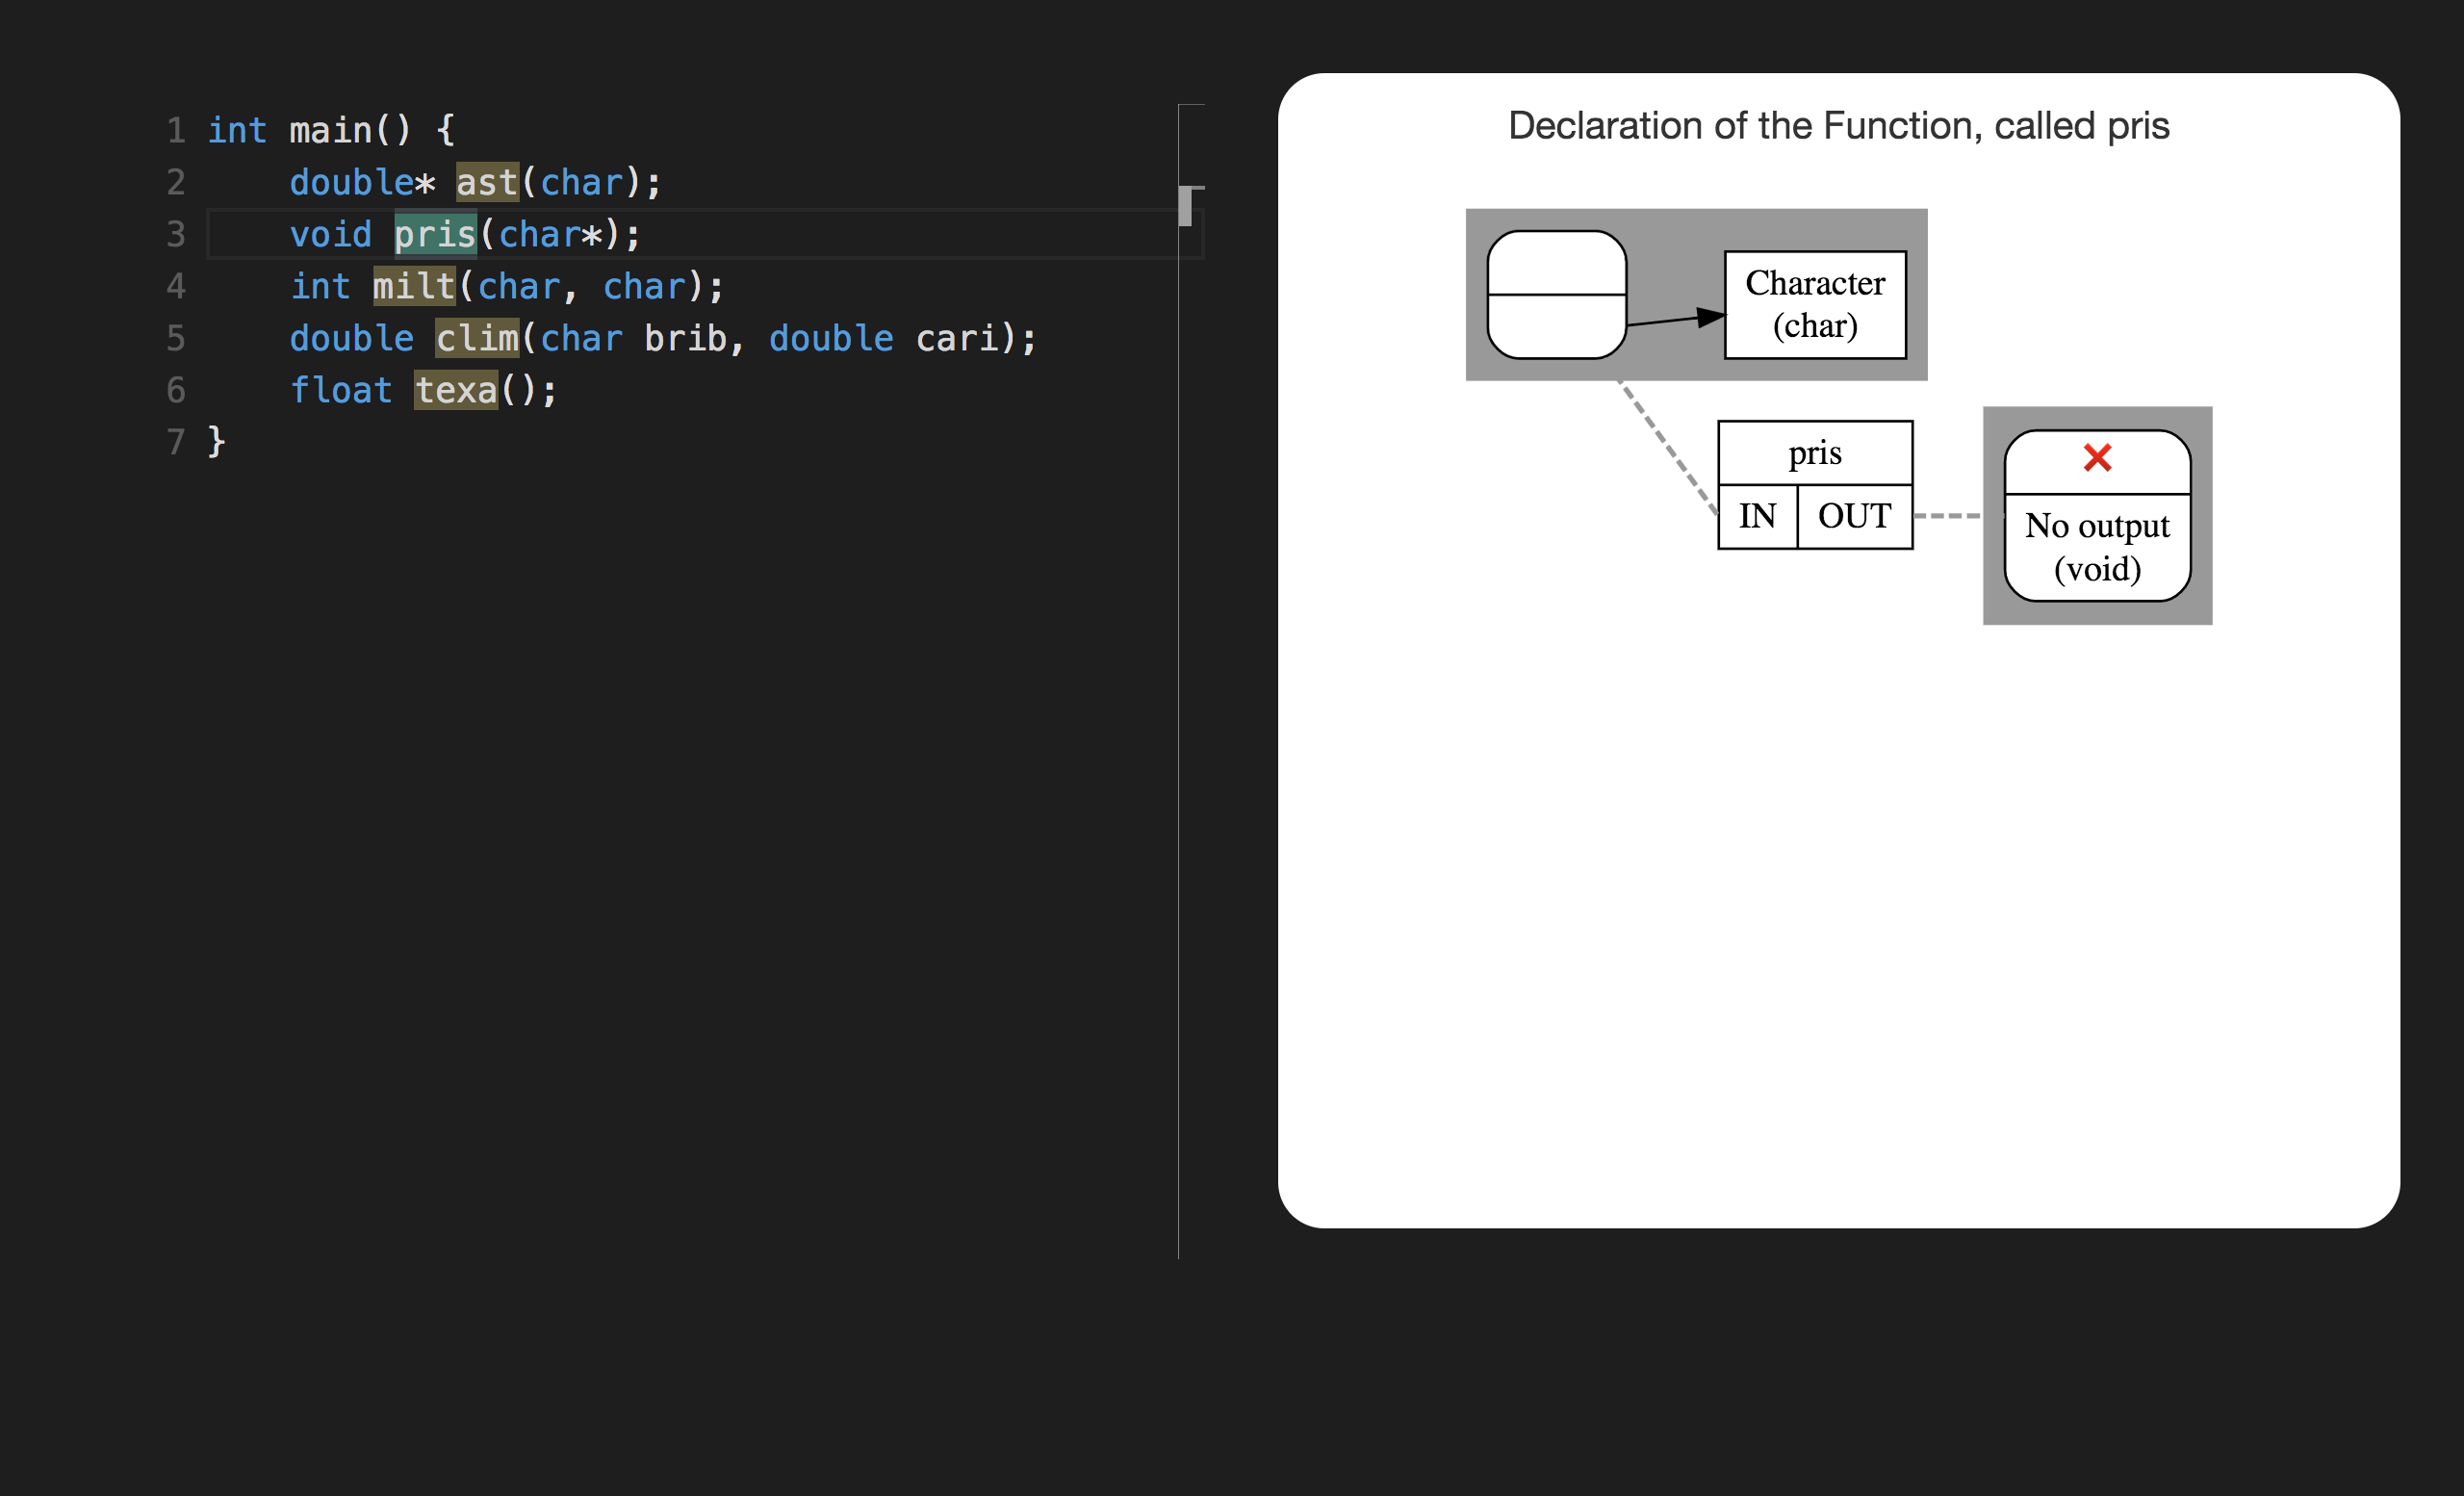 1 int main() {
2     double* ast(char);
3     void pris(char*);
4     int milt(char, char);
5     double clim(char brib, double cari);
6     float texa();
7 }
Declaration of the Function, called pris
Character
(char)
pris
IN OUT
No output
(void)